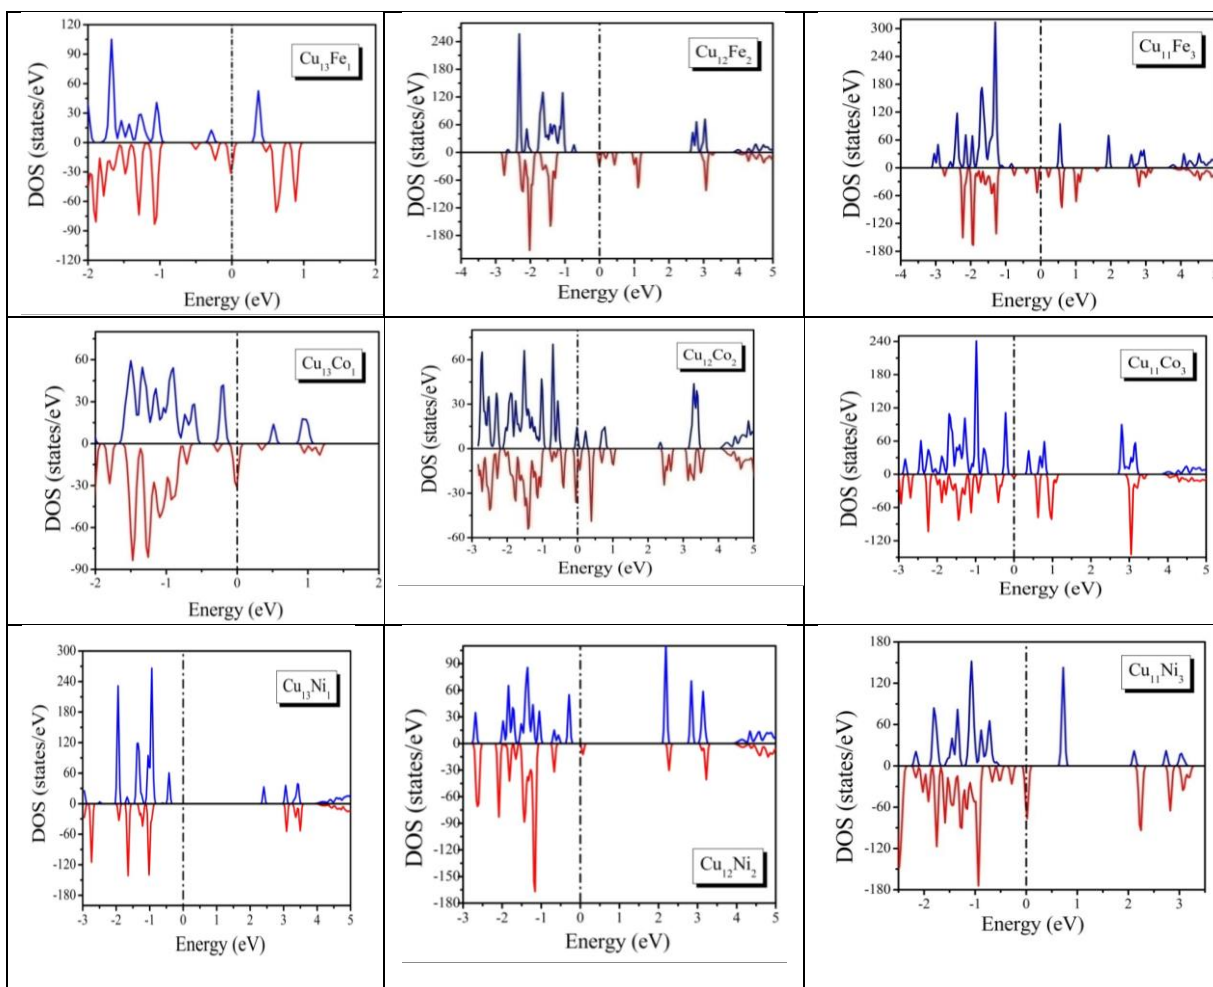 DOS (states/eV)
120
90
60
30
0
-30
-60
-90
-120
Cu₁₃Fe₁
-2 -1 0 1 2
Energy (eV)
DOS (states/eV)
240
180
120
60
0
-60
-120
-180
Cu₁₂Fe₂
-4 -3 -2 -1 0 1 2 3 4 5
Energy (eV)
DOS (states/eV)
300
240
180
120
60
0
-60
-120
-180
Cu₁₁Fe₃
-4 -3 -2 -1 0 1 2 3 4 5
Energy (eV)
DOS (states/eV)
60
30
0
-30
-60
-90
Cu₁₃Co₁
-2 -1 0 1 2
Energy (eV)
DOS (states/eV)
60
30
0
-30
-60
Cu₁₂Co₂
-3 -2 -1 0 1 2 3 4 5
Energy (eV)
DOS (states/eV)
240
180
120
60
0
-60
-120
Cu₁₁Co₃
-3 -2 -1 0 1 2 3 4 5
Energy (eV)
DOS (states/eV)
300
240
180
120
60
0
-60
-120
-180
Cu₁₃Ni₁
-3 -2 -1 0 1 2 3 4 5
Energy (eV)
DOS (states/eV)
90
60
30
0
-30
-60
-90
-120
-150
-180
Cu₁₂Ni₂
-3 -2 -1 0 1 2 3 4 5
Energy (eV)
DOS (states/eV)
180
120
60
0
-60
-120
-180
Cu₁₁Ni₃
-2 -1 0 1 2 3
Energy (eV)